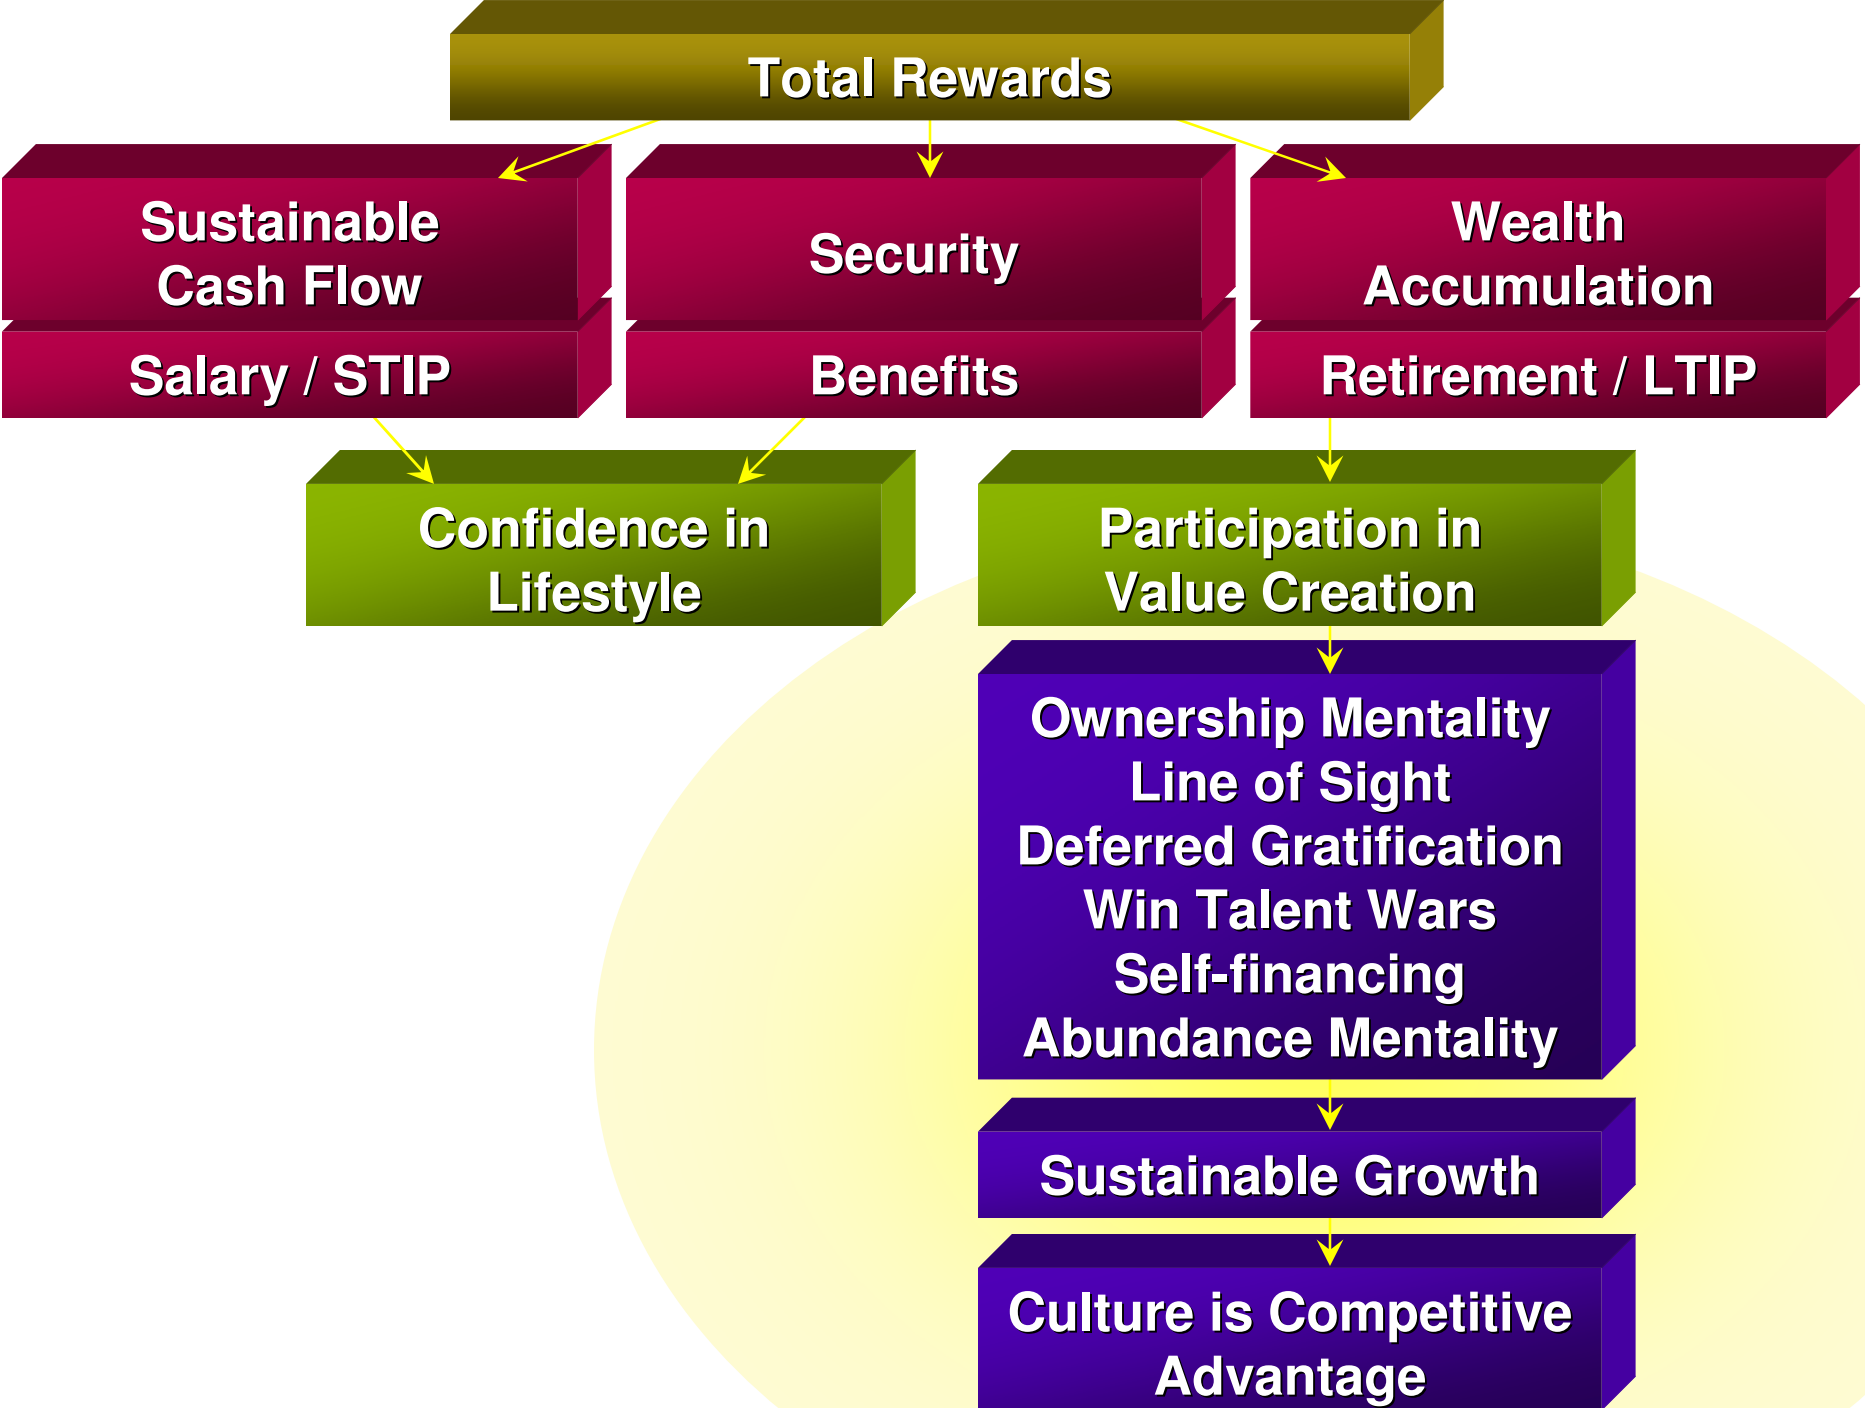 Total Rewards
Sustainable
Cash Flow
Security
Wealth
Accumulation
Salary / STIP
Benefits
Retirement / LTIP
Confidence in
Lifestyle
Participation in
Value Creation
Ownership Mentality
Line of Sight
Deferred Gratification
Win Talent Wars
Self-financing
Abundance Mentality
Sustainable Growth
Culture is Competitive
Advantage